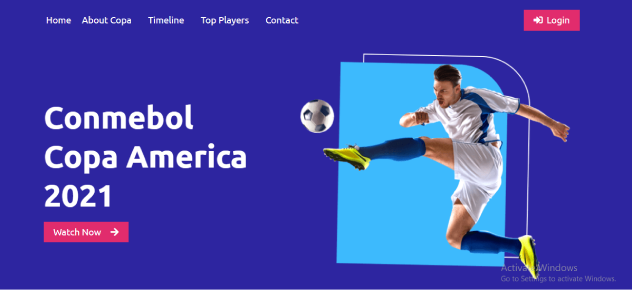 Home About Copa Timeline Top Players Contact Login
Conmebol
Copa America
2021
Watch Now
Activate Windows
Go to Settings to activate Windows.